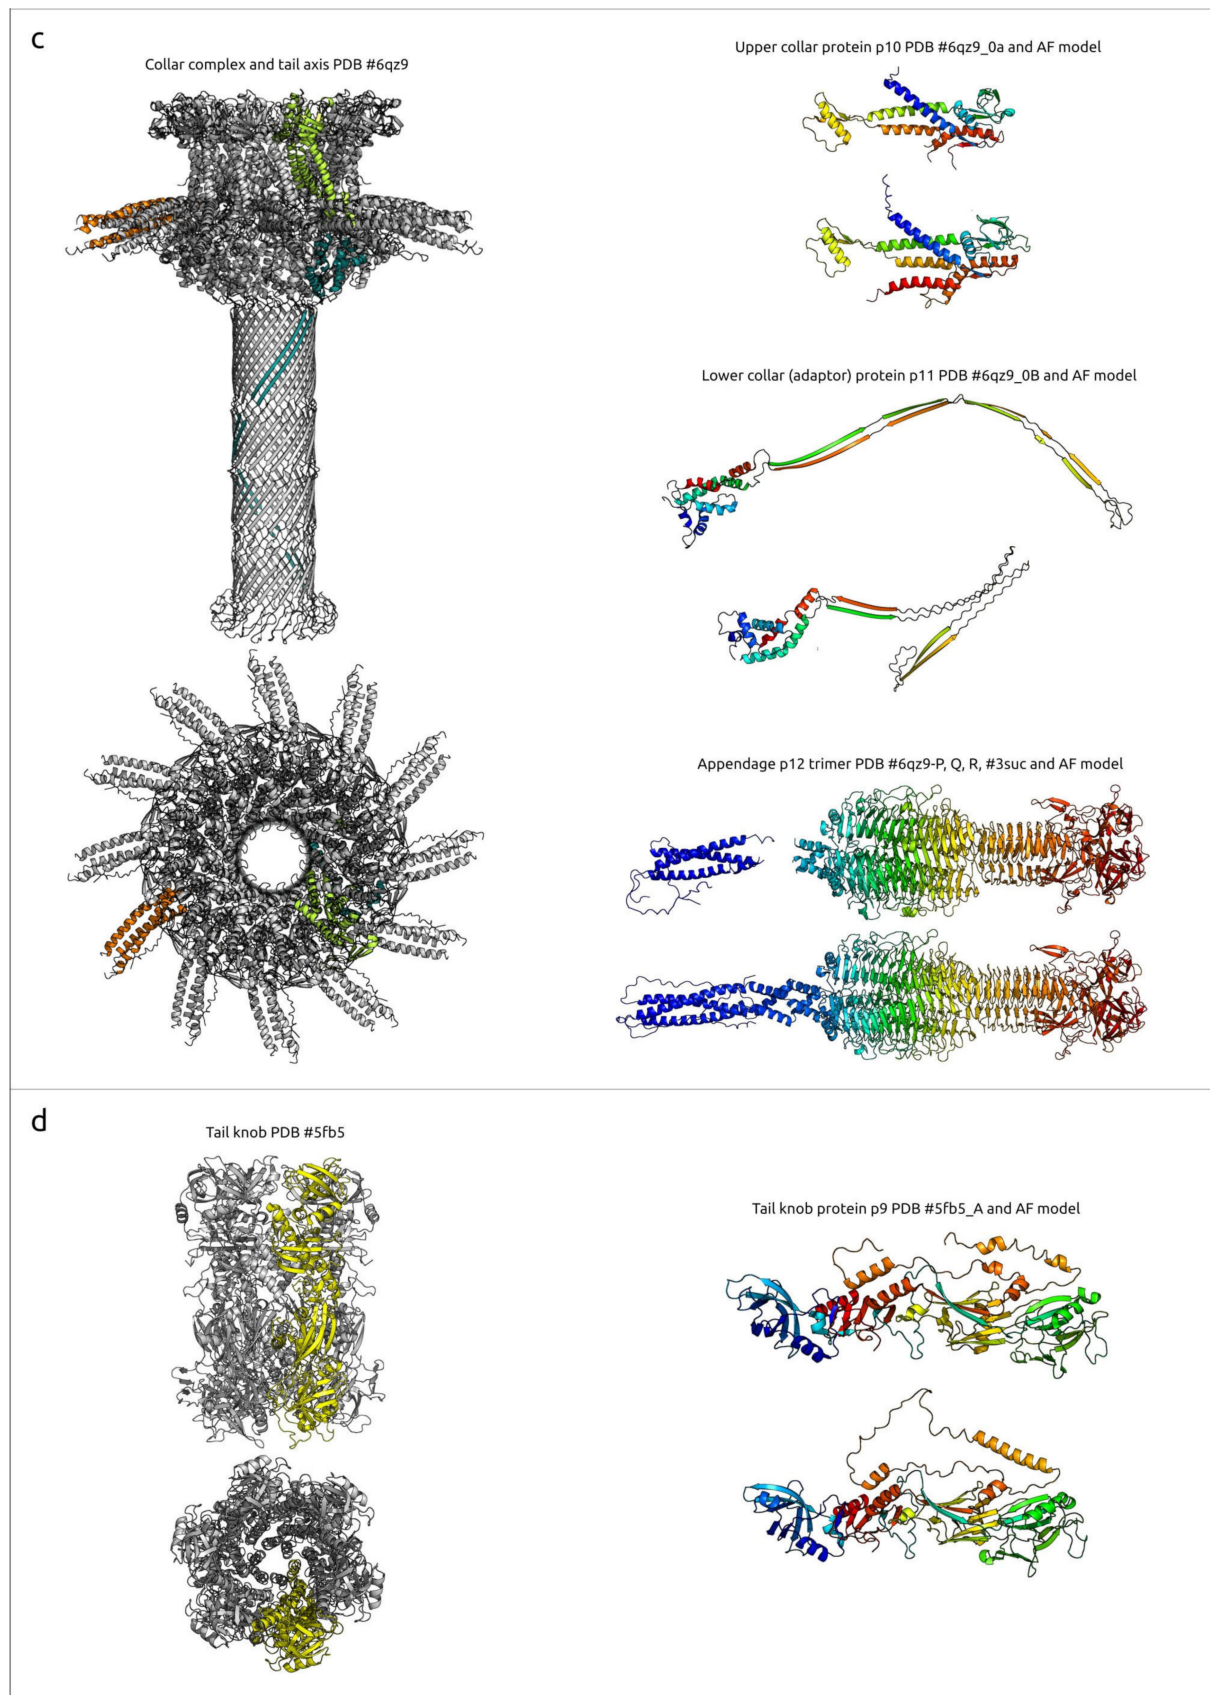 c
Collar complex and tail axis PDB #6qz9
Upper collar protein p10 PDB #6qz9_0a and AF model
Lower collar (adaptor) protein p11 PDB #6qz9_0B and AF model
Appendage p12 trimer PDB #6qz9-P, Q, R, #3suc and AF model
d
Tail knob PDB #5fb5
Tail knob protein p9 PDB #5fb5_A and AF model